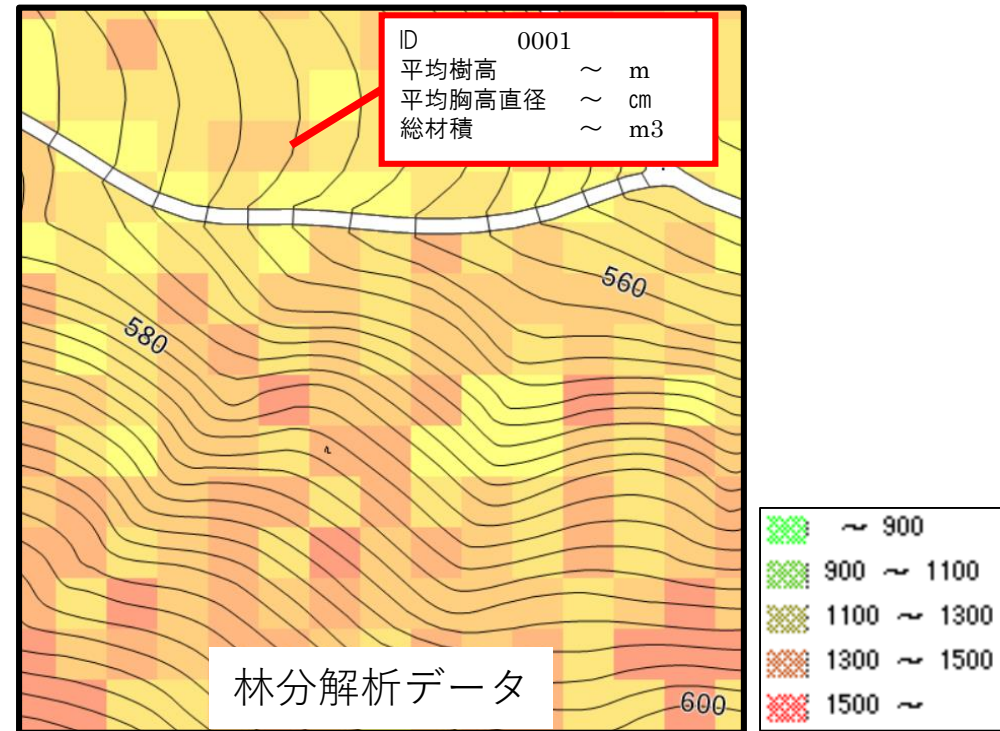 ID 0001
平均樹高 ～ m
平均胸高直径 ～ ㎝
総材積 ～ m3
560
580
600
林分解析データ
～ 900
900 ～ 1100
1100 ～ 1300
1300 ～ 1500
1500 ～